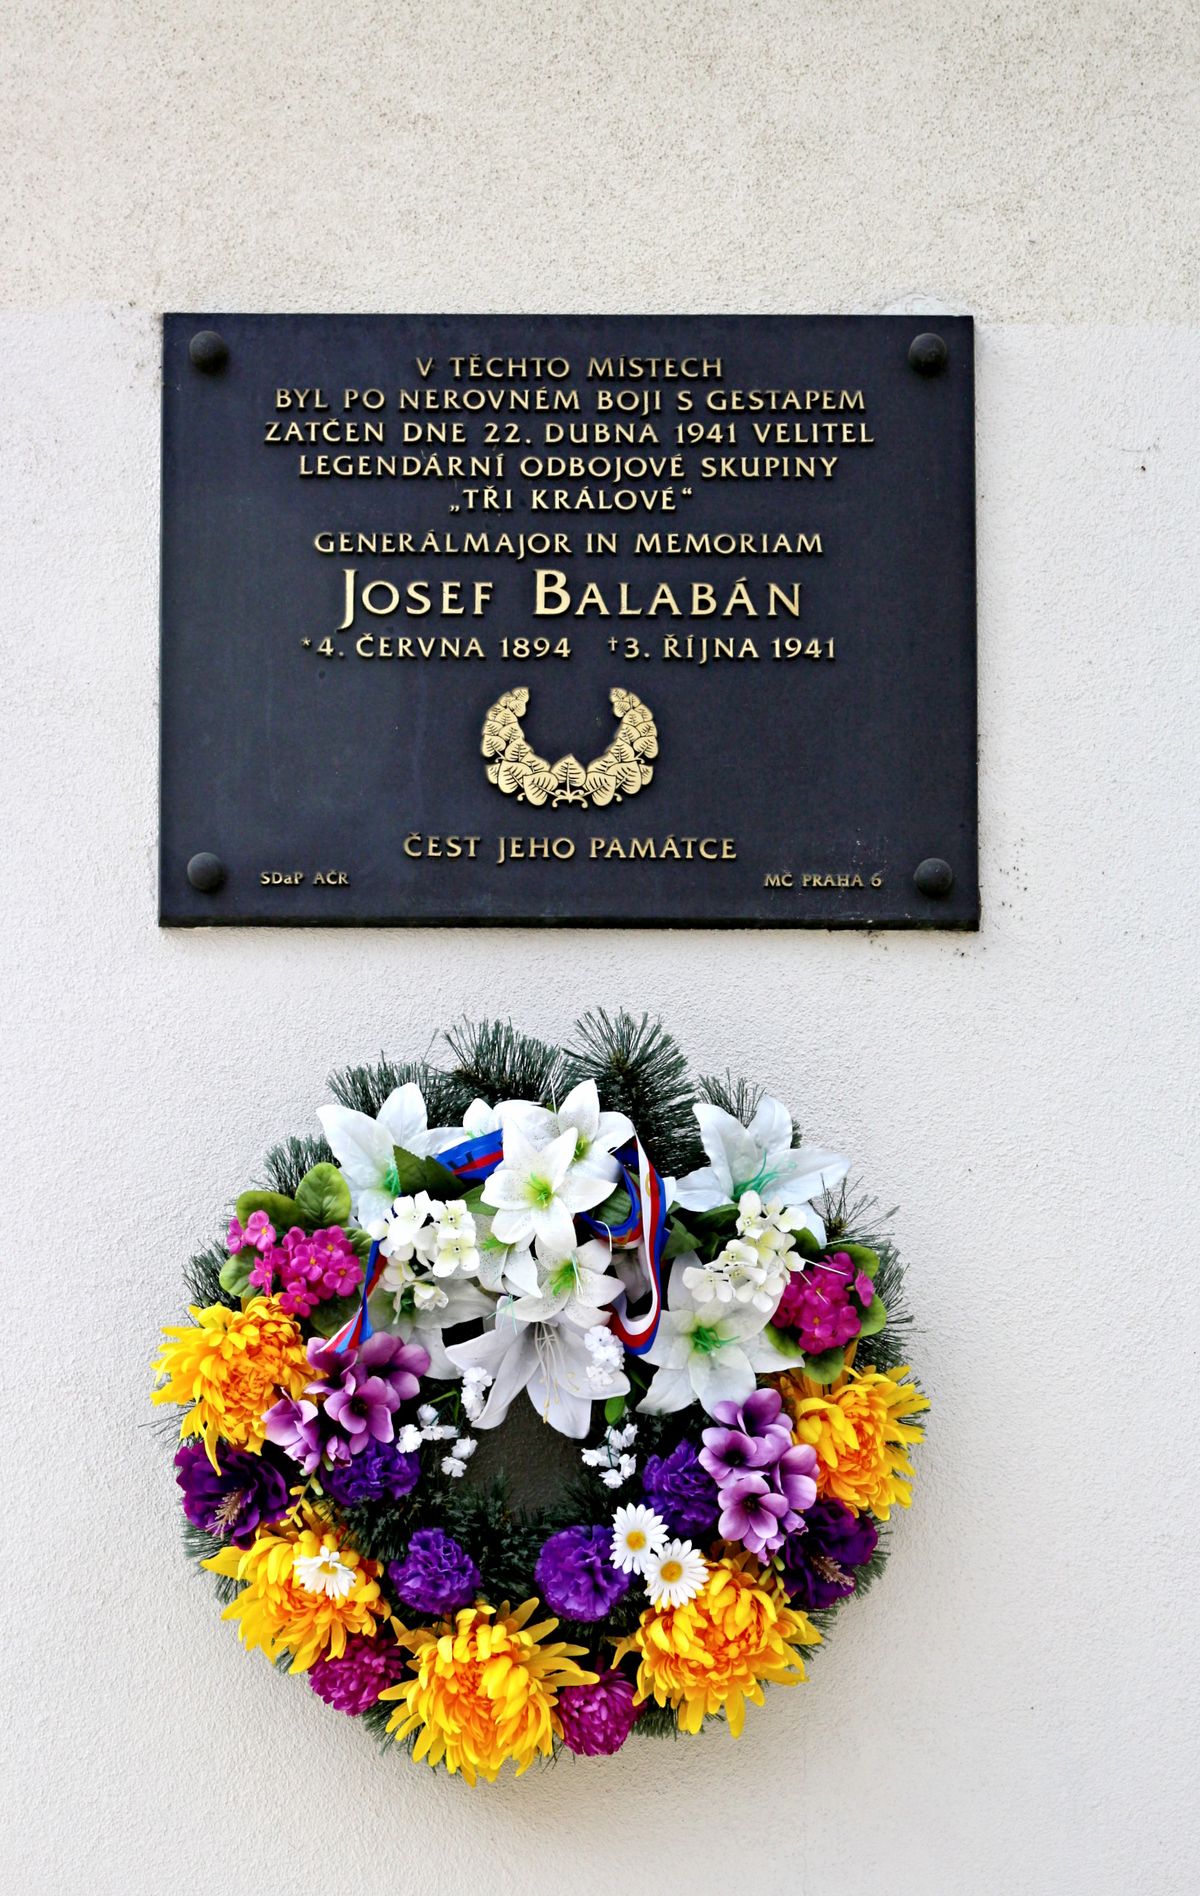 V TĚCHTO MÍSTECH
BYL PO NEROVNÉM BOJI S GESTAPEM
ZATČEN DNE 22. DUBNA 1941 VELITEL
LEGENDÁRNÍ ODBOJOVÉ SKUPINY
„TŘI KRÁLOVÉ“
GENERÁLMAJOR IN MEMORIAM
JOSEF BALABÁN
*4. ČERVNA 1894 †3. ŘÍJNA 1941
ČEST JEHO PAMÁTCE
SDaP AČR MČ PRAHA 6